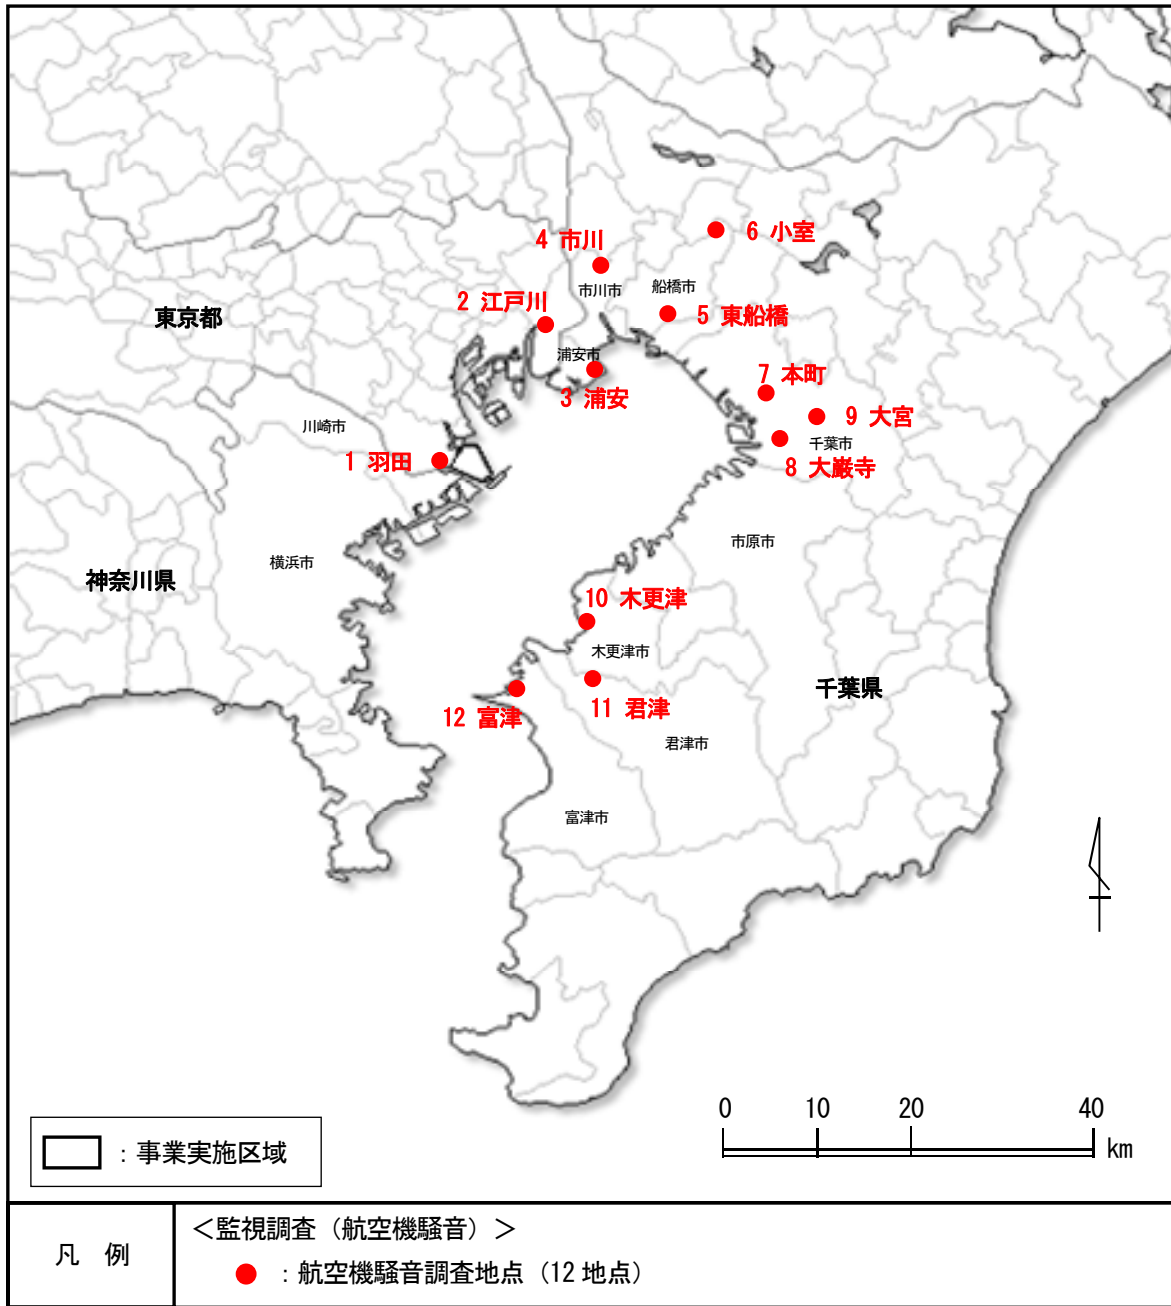 6 小室
4 市川
市川市
船橋市
2 江戸川
5 東船橋
東京都
浦安市
3 浦安
7 本町
川崎市
9 大宮
千葉市
1 羽田
8 大巌寺
市原市
横浜市
神奈川県
10 木更津
木更津市
千葉県
11 君津
12 富津
君津市
富津市
0 10 20 40
km
：事業実施区域
凡 例
＜監視調査（航空機騒音）＞
：航空機騒音調査地点（12 地点）